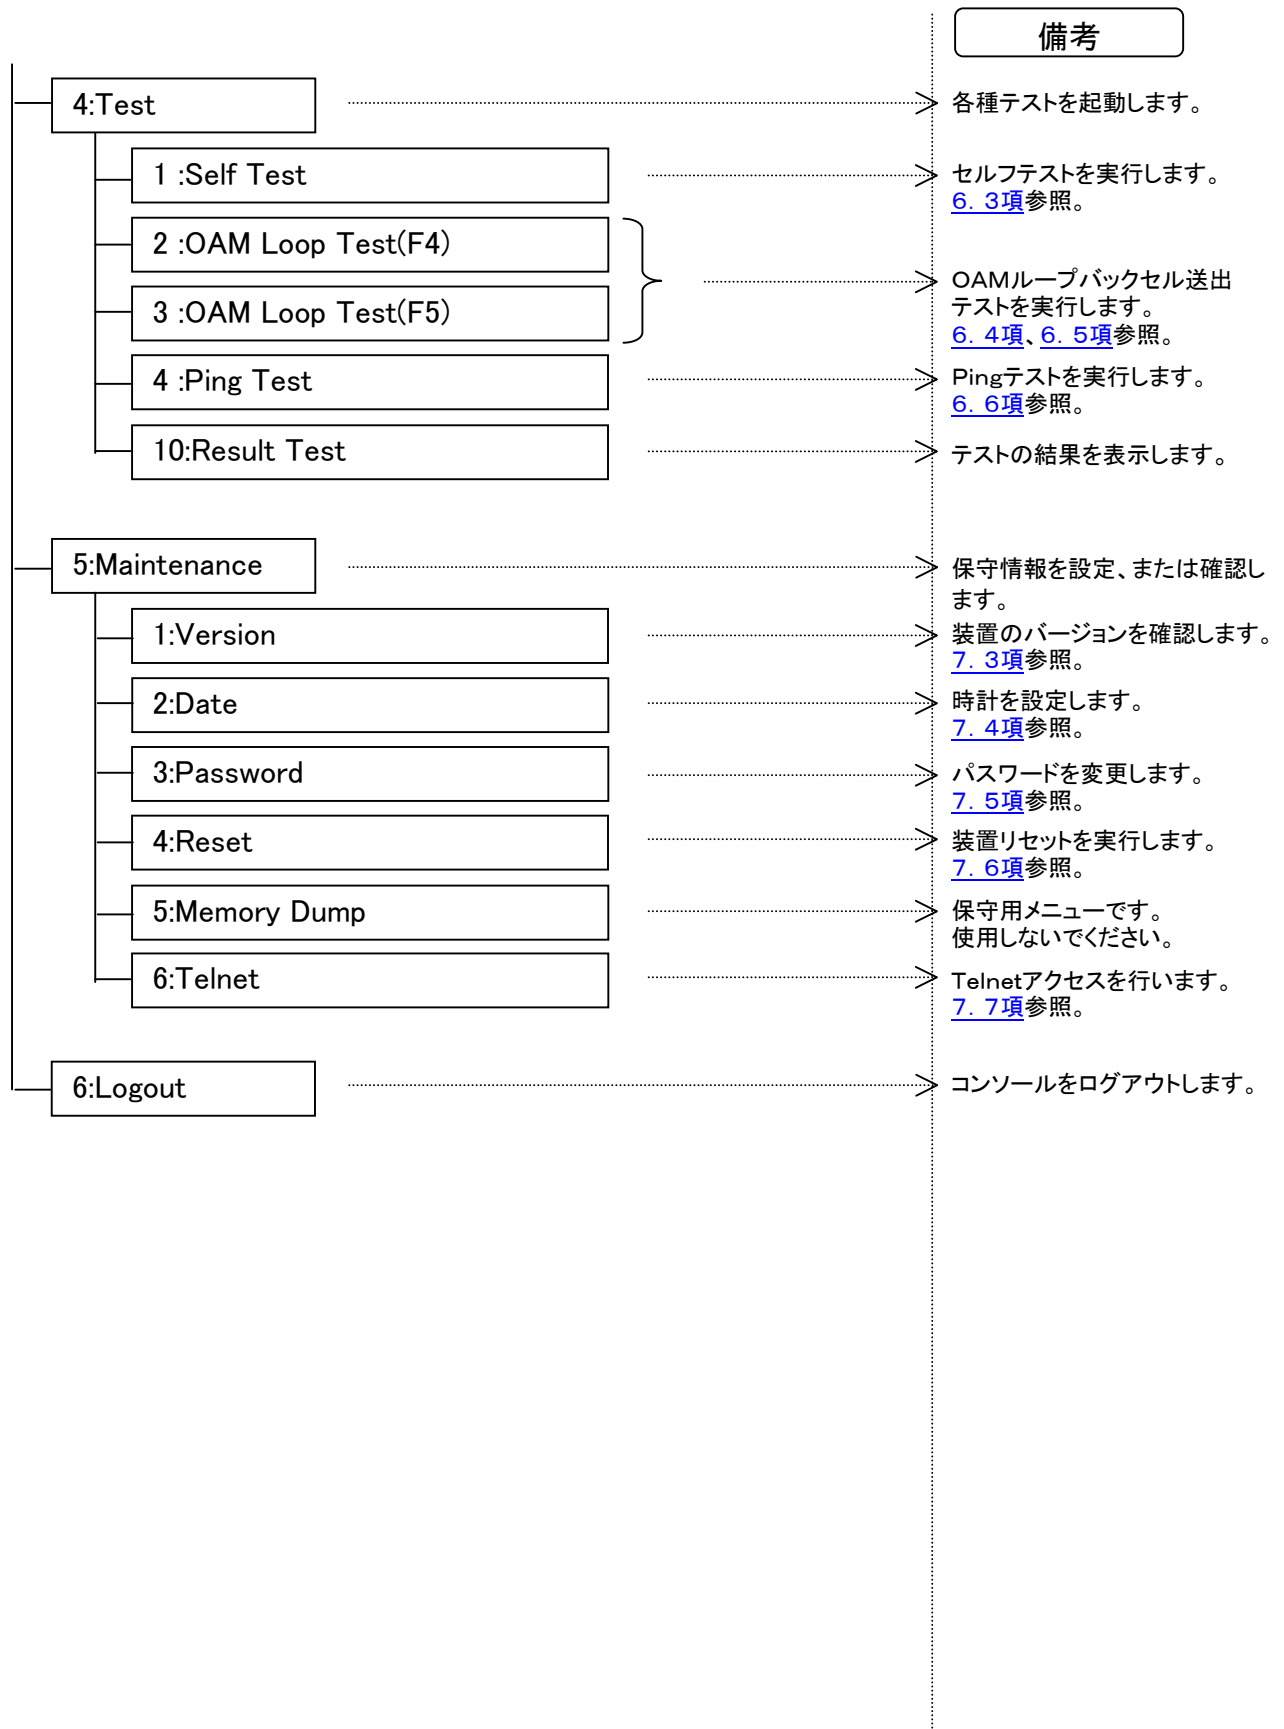 備考
4:Test
各種テストを起動します。
1 :Self Test
セルフテストを実行します。
６．３項参照。
2 :OAM Loop Test(F4)
3 :OAM Loop Test(F5)
ＯＡＭループバックセル送出
テストを実行します。
６．４項、６．５項参照。
4 :Ping Test
Ｐｉｎｇテストを実行します。
６．６項参照。
10:Result Test
テストの結果を表示します。
5:Maintenance
保守情報を設定、または確認し
ます。
1:Version
装置のバージョンを確認します。
７．３項参照。
2:Date
時計を設定します。
７．４項参照。
3:Password
パスワードを変更します。
７．５項参照。
4:Reset
装置リセットを実行します。
７．６項参照。
5:Memory Dump
保守用メニューです。
使用しないでください。
6:Telnet
Ｔｅｌｎｅｔアクセスを行います。
７．７項参照。
6:Logout
コンソールをログアウトします。